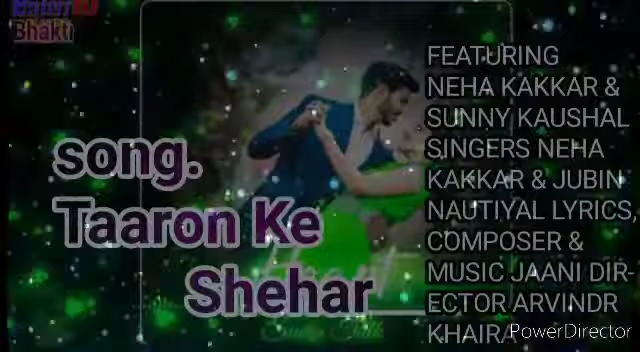 Bhakti
song.
Taaron Ke
Shehar
FEATURING
NEHA KAKKAR &
SUNNY KAUSHAL
SINGERS NEHA
KAKKAR & JUBIN
NAUTIYAL LYRICS,
COMPOSER &
MUSIC JAANI DIR-
ECTOR ARVINDR
KHAIRA
PowerDirector